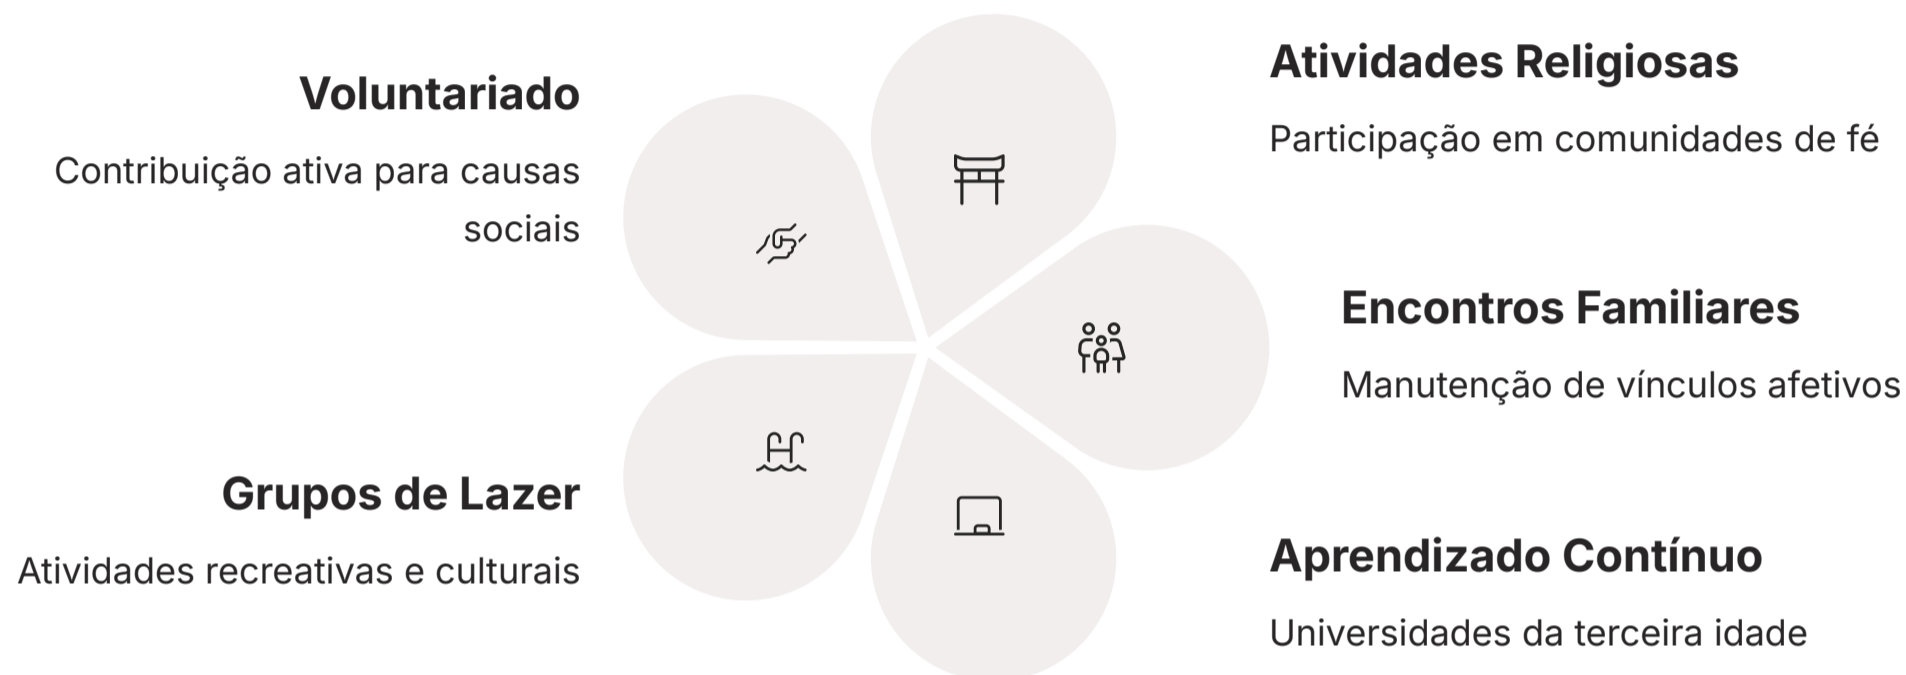 Voluntariado
Contribuição ativa para causas
sociais
Grupos de Lazer
Atividades recreativas e culturais
Atividades Religiosas
Participação em comunidades de fé
Encontros Familiares
Manutenção de vínculos afetivos
Aprendizado Contínuo
Universidades da terceira idade